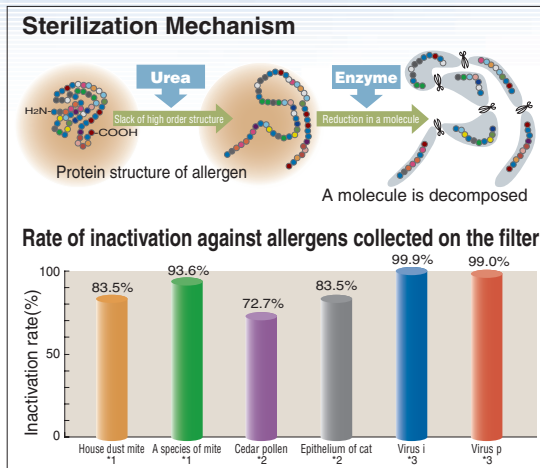 Sterilization Mechanism
Urea
Enzyme
H2N-
-COOH
Slack of high order structure
Reduction in a molecule
Protein structure of allergen
A molecule is decomposed
Rate of inactivation against allergens collected on the filter
Inactivation rate(%)
100
50
0
83.5%
93.6%
72.7%
83.5%
99.9%
99.0%
House dust mite
*1
A species of mite
*1
Cedar pollen
*2
Epithelium of cat
*2
Virus i
*3
Virus p
*3